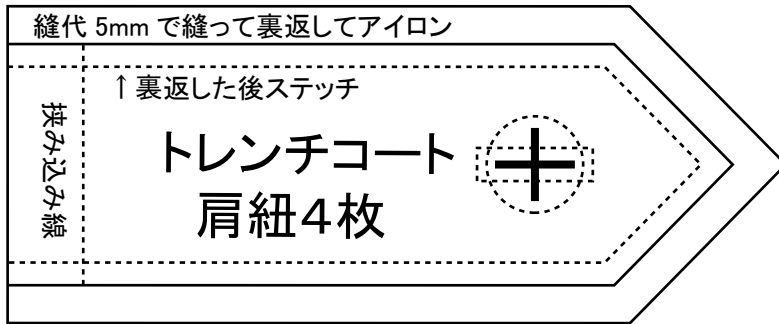 縫代 5mm で縫って裏返してアイロン
↑裏返した後ステッチ
挟み込み線
トレンチコート
肩紐4枚